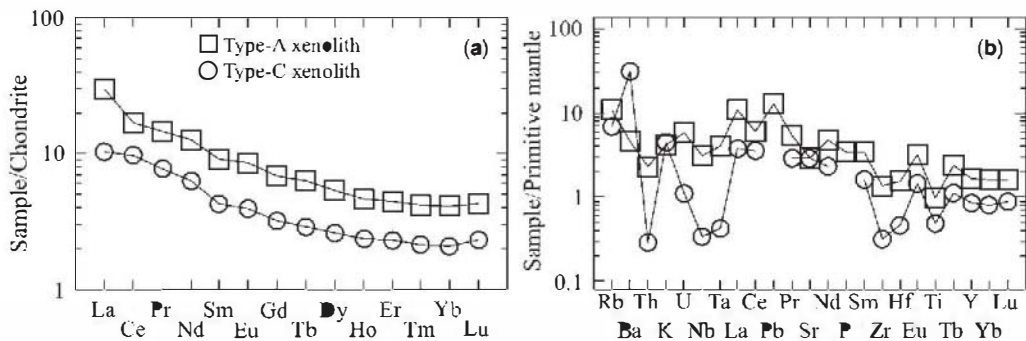 100
10
1
Sample/Chondrite
Type-A xenolith
Type-C xenolith
(a)
La Pr Sm Gd Dy Er Yb
Ce Nd Eu Tb Ho Tm Lu
100
10
1
0.1
Sample/Primitive mantle
(b)
Rb Th U Ta Ce Pr Nd Sm Hf Ti Y Lu
Ba K Nb La Pb Sr P Zr Eu Tb Yb